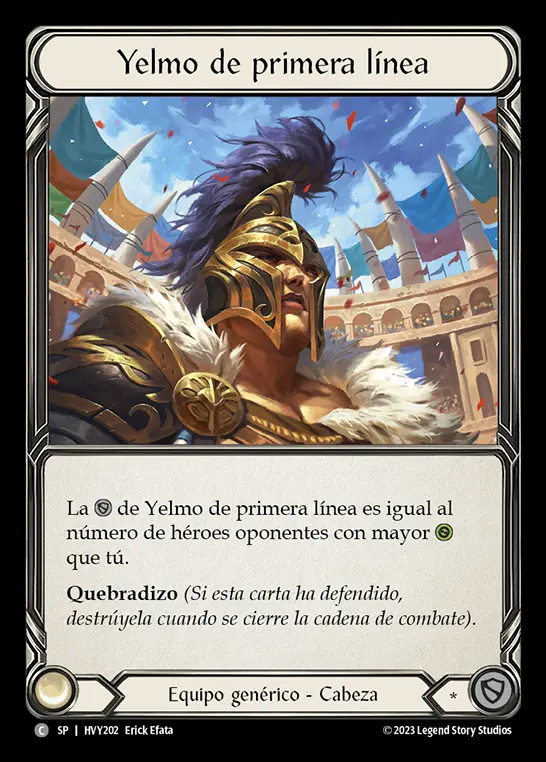 Yelmo de primera línea
La de Yelmo de primera línea es igual al
número de héroes oponentes con mayor
que tú.
Quebradizo (Si esta carta ha defendido,
destrúyela cuando se cierre la cadena de combate).
Equipo genérico - Cabeza
*
C SP | HVY202 Erick Efata
© 2023 Legend Story Studios